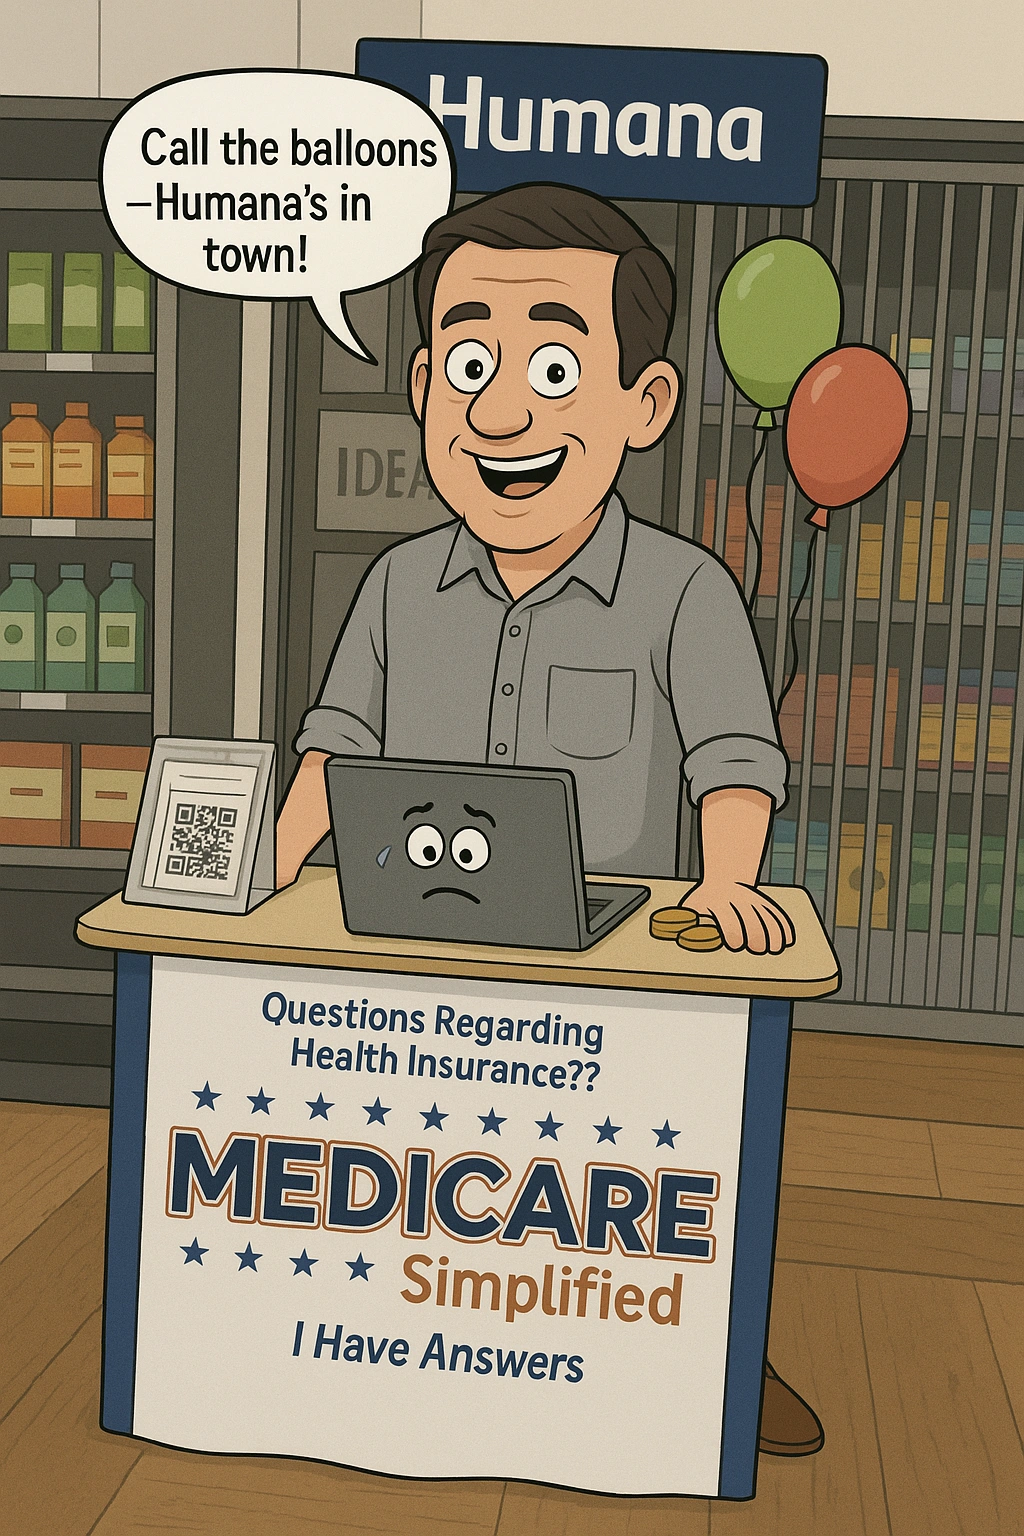 Humana
Call the balloons
–Humana's in
town!
IDEA
Questions Regarding
Health Insurance??
MEDICARE
Simplified
I Have Answers